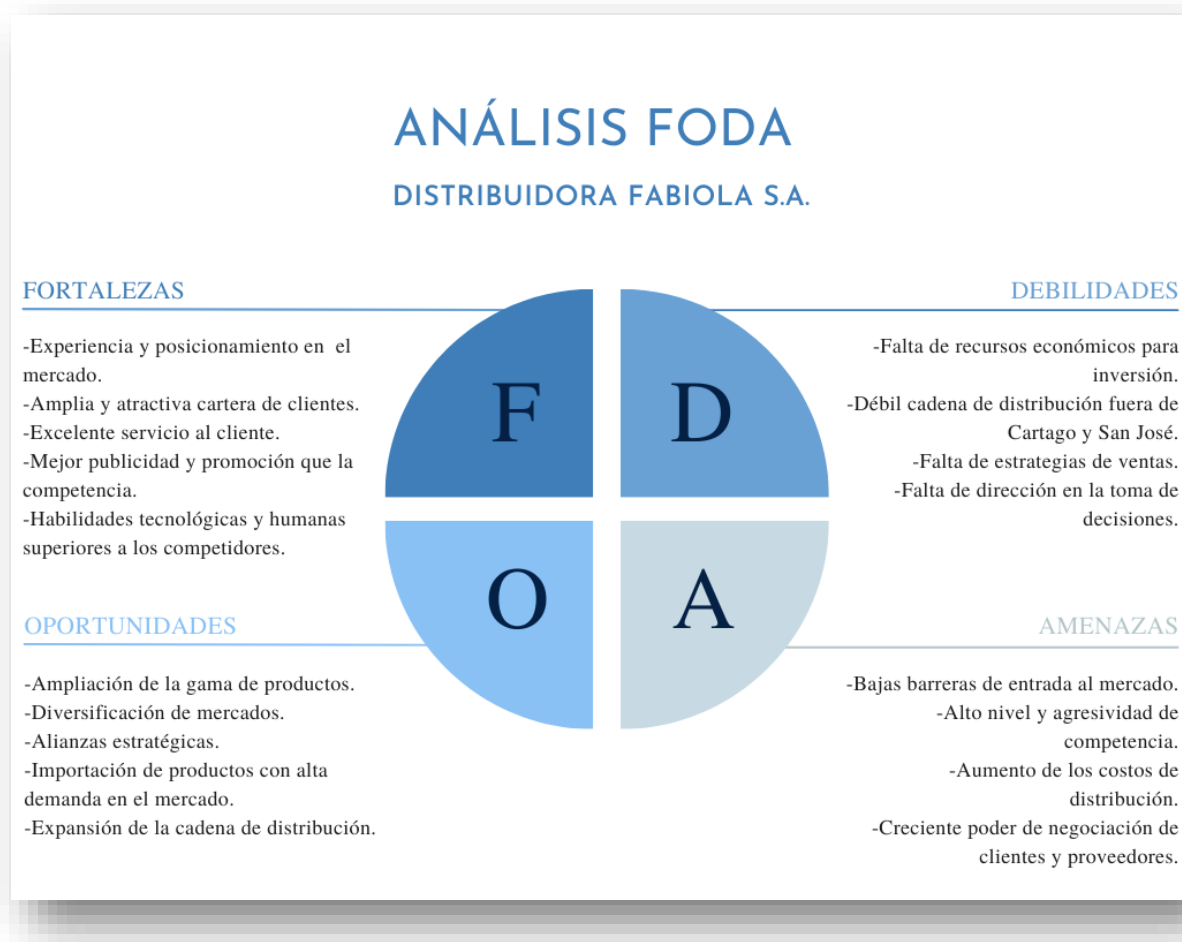 ANÁLISIS FODA
DISTRIBUIDORA FABIOLA S.A.
FORTALEZAS
-Experiencia y posicionamiento en el
mercado.
-Amplia y atractiva cartera de clientes.
-Excelente servicio al cliente.
-Mejor publicidad y promoción que la
competencia.
-Habilidades tecnológicas y humanas
superiores a los competidores.
F
D
DEBILIDADES
-Falta de recursos económicos para
inversión.
-Débil cadena de distribución fuera de
Cartago y San José.
-Falta de estrategias de ventas.
-Falta de dirección en la toma de
decisiones.
OPORTUNIDADES
-Ampliación de la gama de productos.
-Diversificación de mercados.
-Alianzas estratégicas.
-Importación de productos con alta
demanda en el mercado.
-Expansión de la cadena de distribución.
O
A
AMENAZAS
-Bajas barreras de entrada al mercado.
-Alto nivel y agresividad de
competencia.
-Aumento de los costos de
distribución.
-Creciente poder de negociación de
clientes y proveedores.